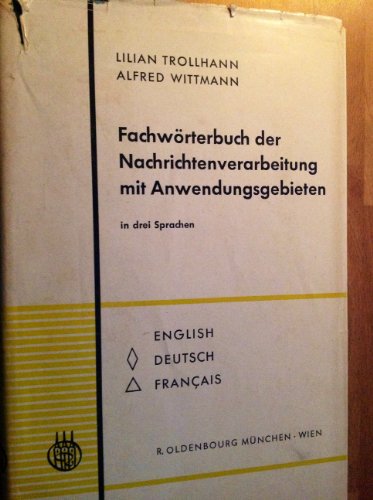 LILIAN TROLLHANN
ALFRED WITTMANN
Fachwörterbuch der
Nachrichtenverarbeitung
mit Anwendungsgebieten
in drei Sprachen
ENGLISH
DEUTSCH
FRANÇAIS
R. OLDENBOURG MÜNCHEN · WIEN